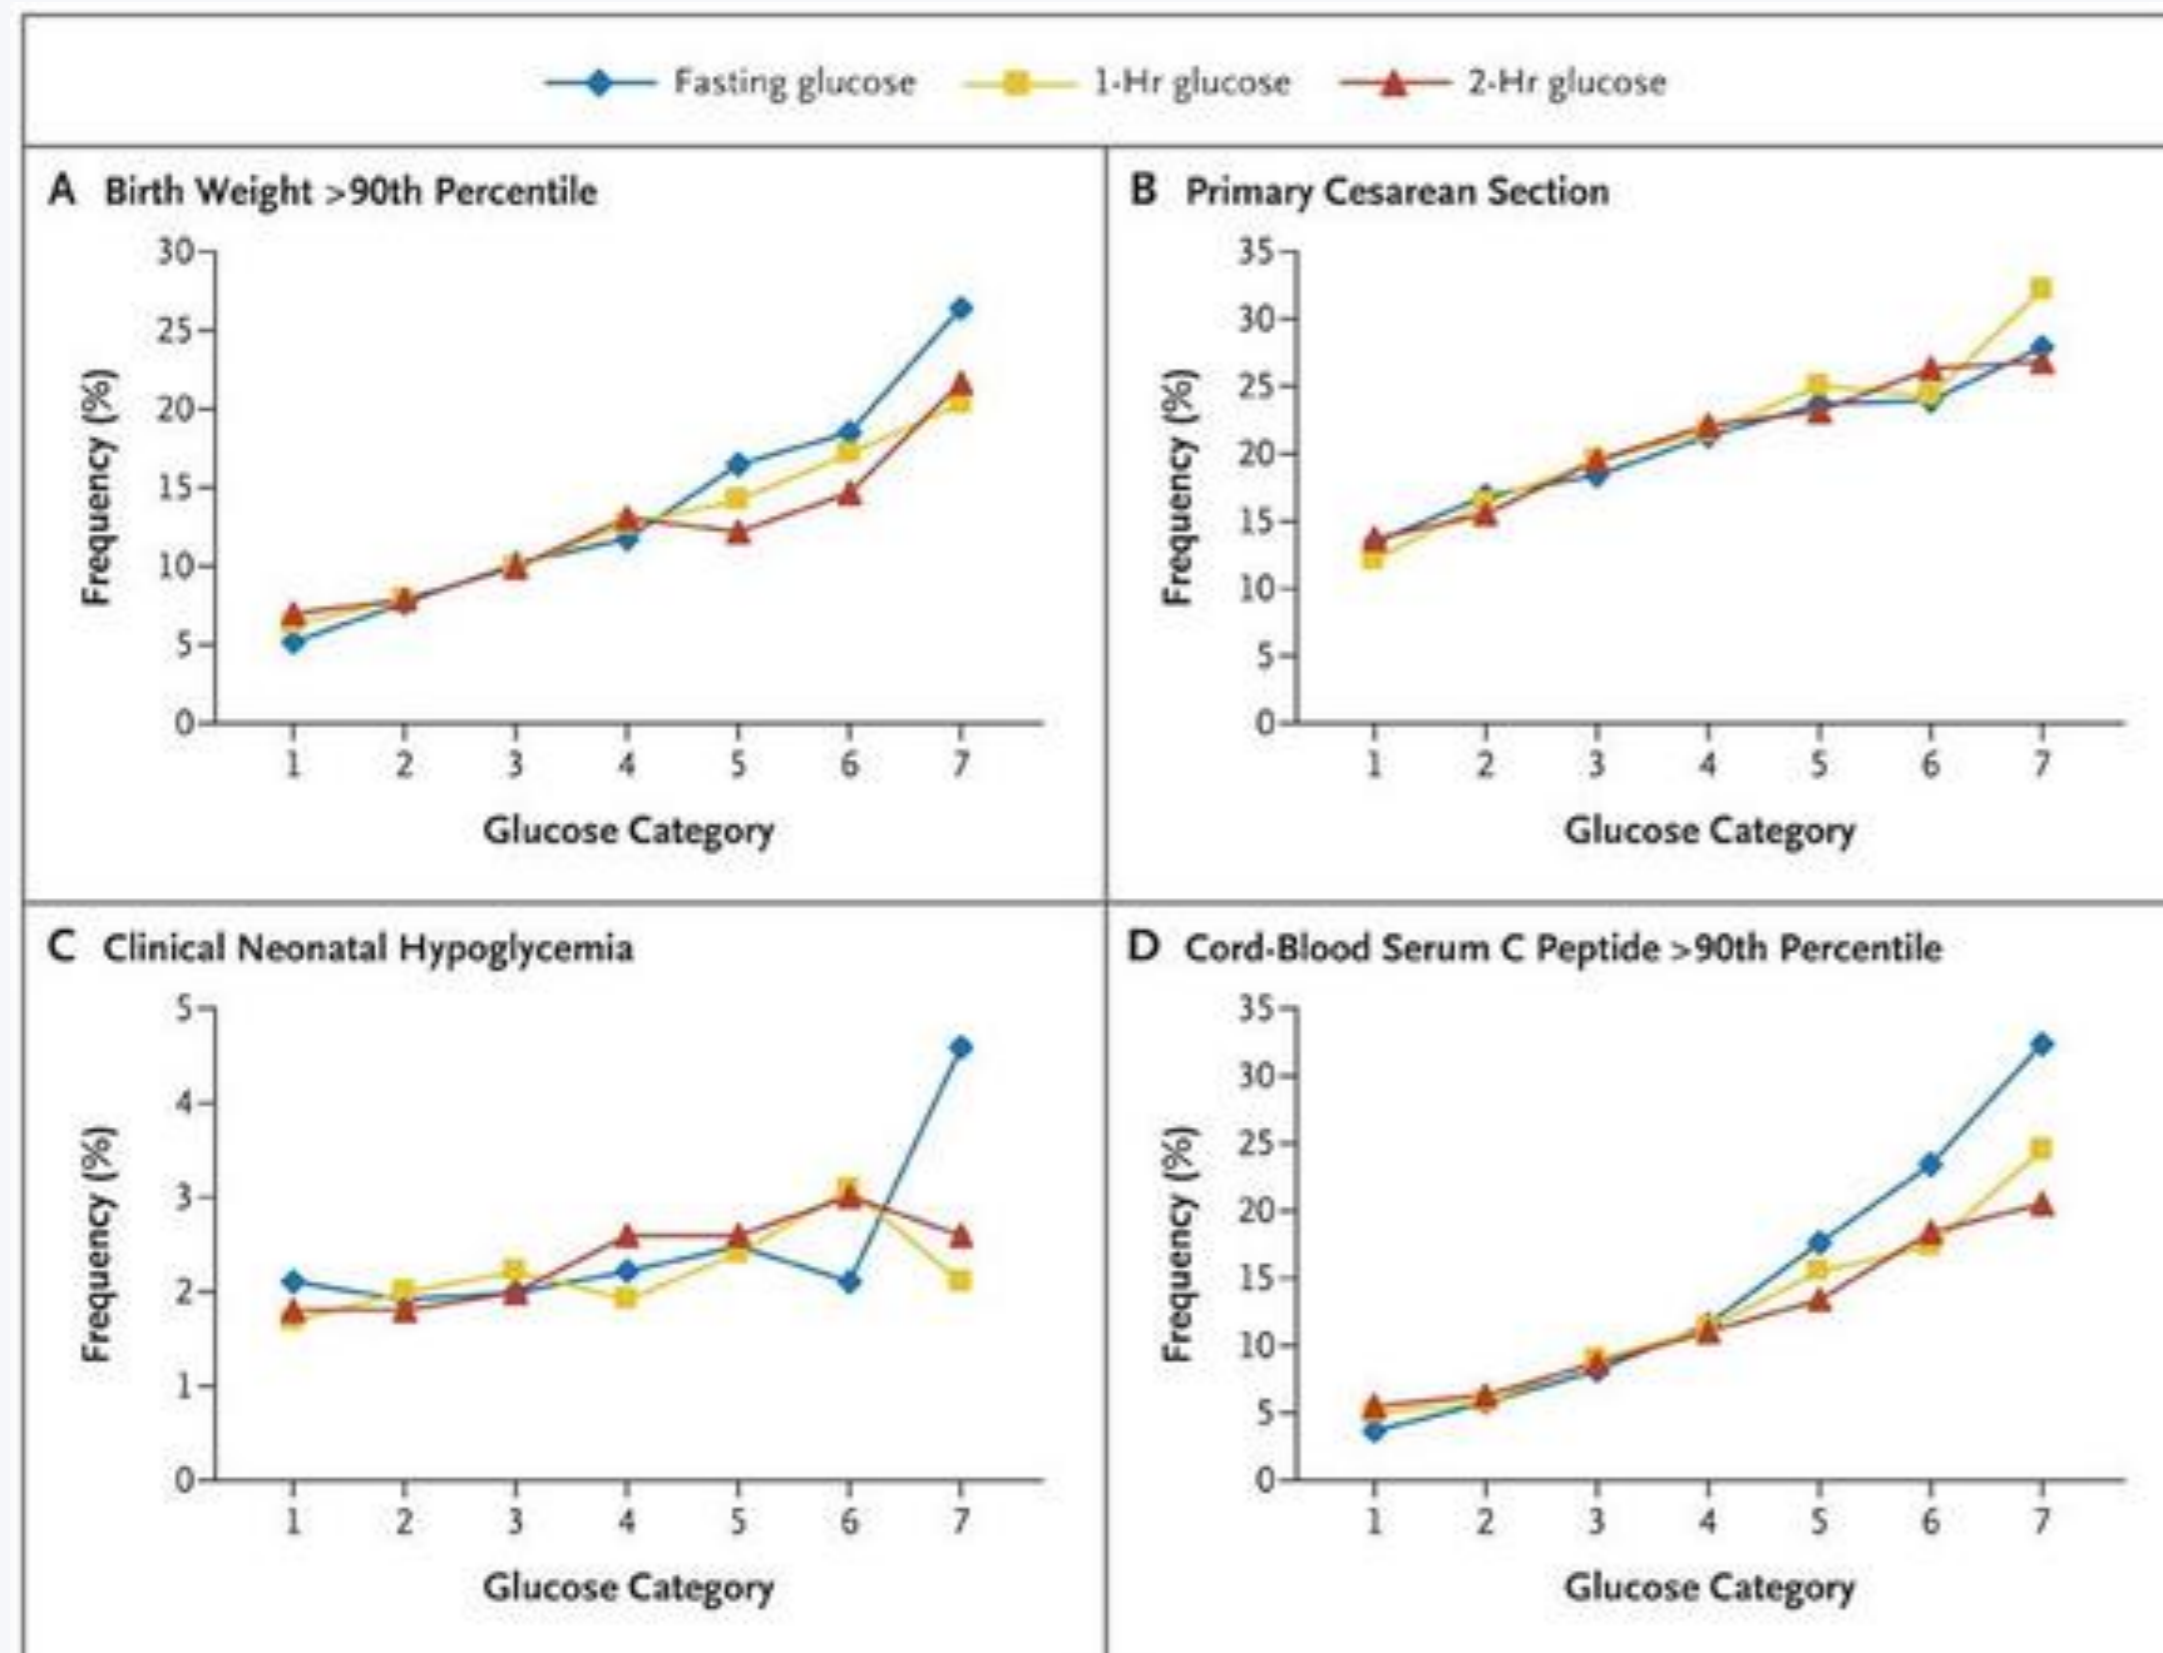 Fasting glucose 1-Hr glucose 2-Hr glucose
A Birth Weight >90th Percentile
30
25
20
15
10
5
0
Frequency (%)
1 2 3 4 5 6 7
Glucose Category
B Primary Cesarean Section
35
30
25
20
15
10
5
0
Frequency (%)
1 2 3 4 5 6 7
Glucose Category
C Clinical Neonatal Hypoglycemia
5
4
3
2
1
0
Frequency (%)
1 2 3 4 5 6 7
Glucose Category
D Cord-Blood Serum C Peptide >90th Percentile
35
30
25
20
15
10
5
0
Frequency (%)
1 2 3 4 5 6 7
Glucose Category